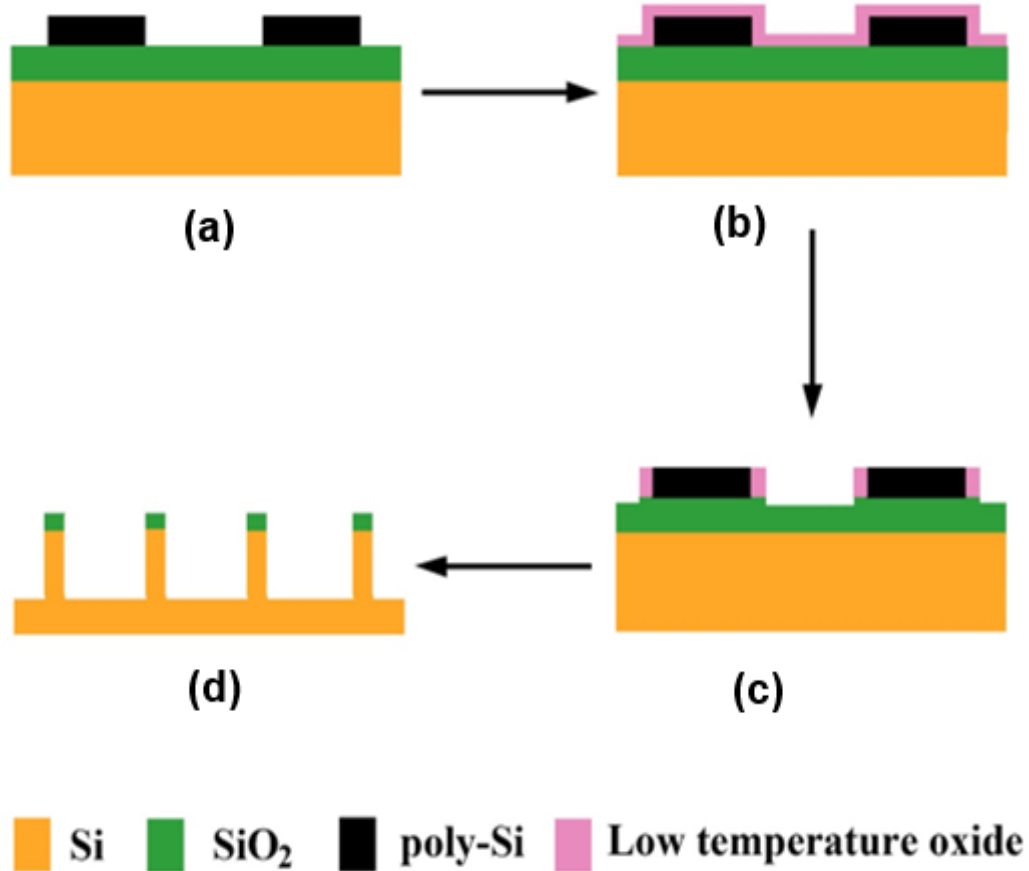 (a)
(b)
(d)
(c)
Si
SiO₂
poly-Si
Low temperature oxide